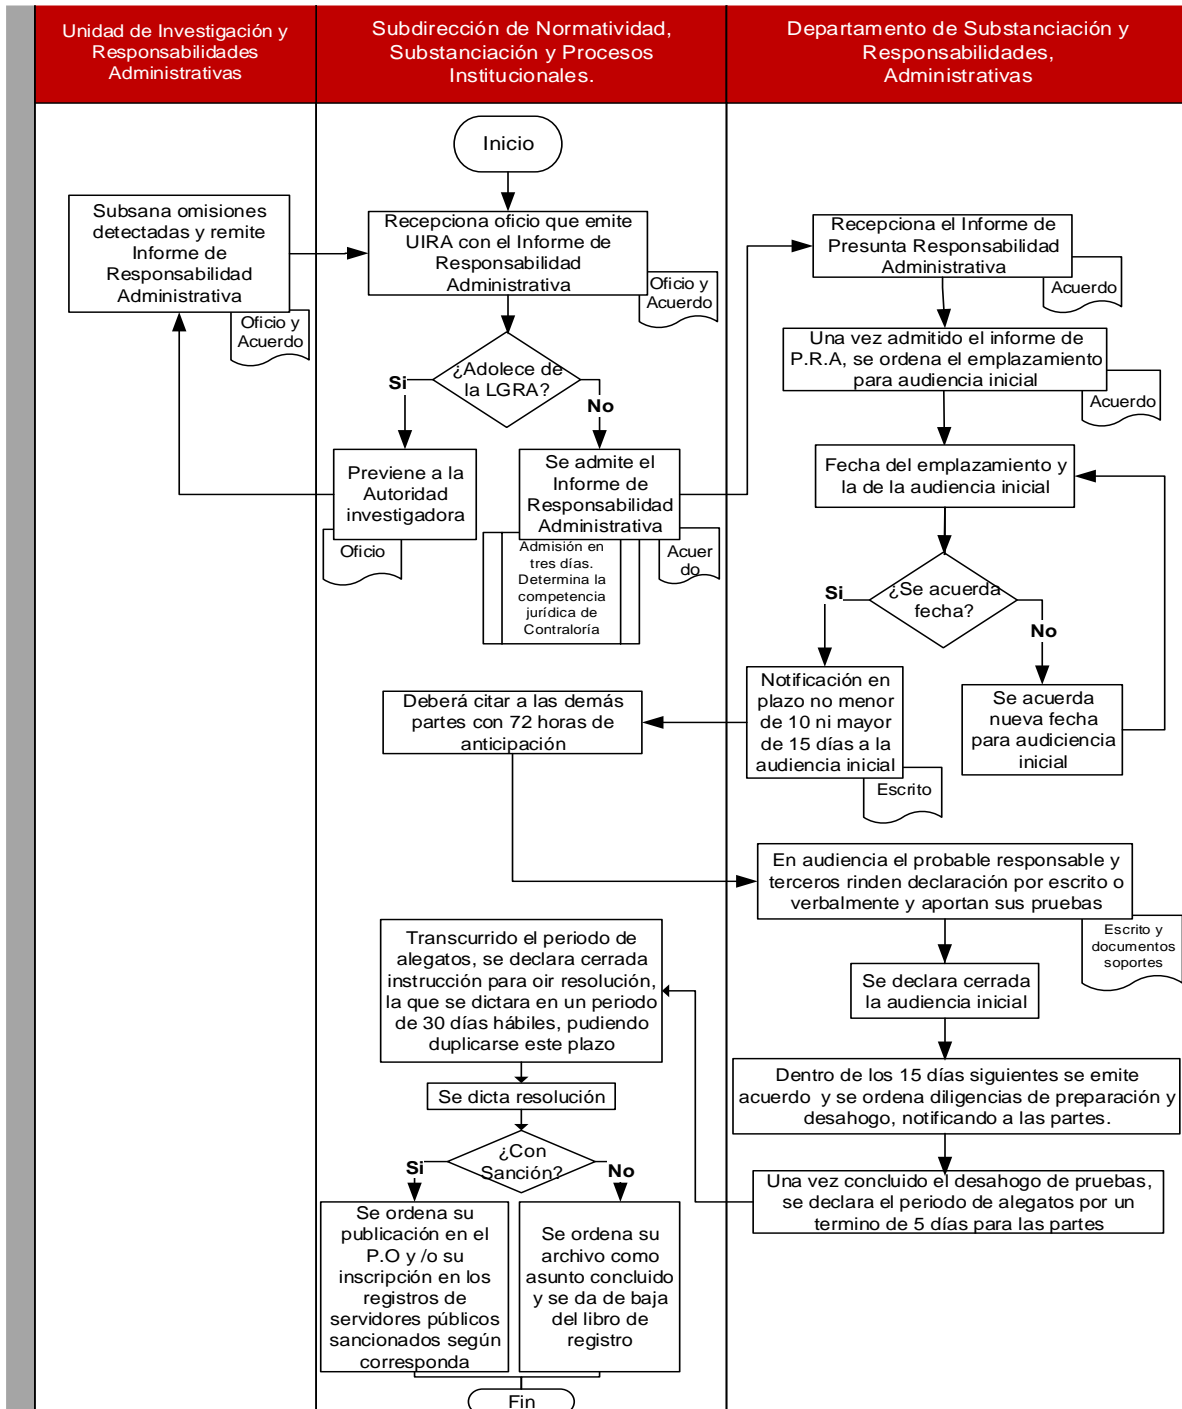 Unidad de Investigación y
Responsabilidades
Administrativas
Subdirección de Normatividad,
Substanciación y Procesos
Institucionales.
Departamento de Substanciación y
Responsabilidades,
Administrativas
Inicio
Subsana omisiones
detectadas y remite
Informe de
Responsabilidad
Administrativa
Oficio y
Acuerdo
Recepciona oficio que emite
UIRA con el Informe de
Responsabilidad
Administrativa
Oficio y
Acuerdo
Recepciona el Informe de
Presunta Responsabilidad
Administrativa
Acuerdo
Una vez admitido el informe de
P.R.A, se ordena el emplazamiento
para audiencia inicial
Acuerdo
¿Adolece de
la LGRA?
Si
No
Previene a la
Autoridad
investigadora
Oficio
Se admite el
Informe de
Responsabilidad
Administrativa
Admisión en
tres días.
Determina la
competencia
jurídica de
Contraloría
Acuer
do
Fecha del emplazamiento y
la de la audiencia inicial
¿Se acuerda
fecha?
Si
No
Notificación en
plazo no menor
de 10 ni mayor
de 15 días a la
audiencia inicial
Escrito
Se acuerda
nueva fecha
para audiciencia
inicial
Deberá citar a las demás
partes con 72 horas de
anticipación
En audiencia el probable responsable y
terceros rinden declaración por escrito o
verbalmente y aportan sus pruebas
Escrito y
documentos
soportes
Se declara cerrada
la audiencia inicial
Dentro de los 15 días siguientes se emite
acuerdo y se ordena diligencias de preparación y
desahogo, notificando a las partes.
Una vez concluido el desahogo de pruebas,
se declara el periodo de alegatos por un
termino de 5 días para las partes
Transcurrido el periodo de
alegatos, se declara cerrada
instrucción para oir resolución,
la que se dictara en un periodo
de 30 días hábiles, pudiendo
duplicarse este plazo
Se dicta resolución
¿Con
Sanción?
Si
No
Se ordena su
publicación en el
P.O y /o su
inscripción en los
registros de
servidores públicos
sancionados según
corresponda
Se ordena su
archivo como
asunto concluido
y se da de baja
del libro de
registro
Fin